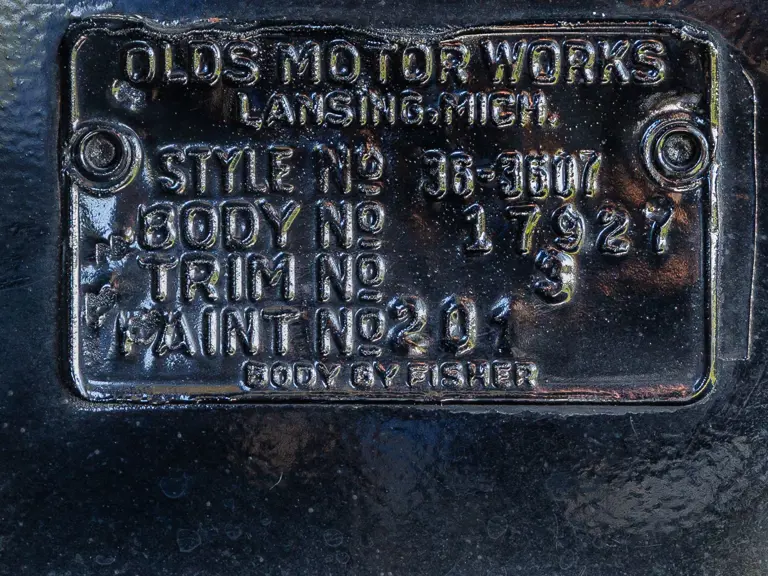 OLDS MOTOR WORKS
LANSING, MICH.
STYLE Nº 36-3607
BODY Nº 17927
TRIM Nº 3
PAINT Nº 201
BODY BY FISHER